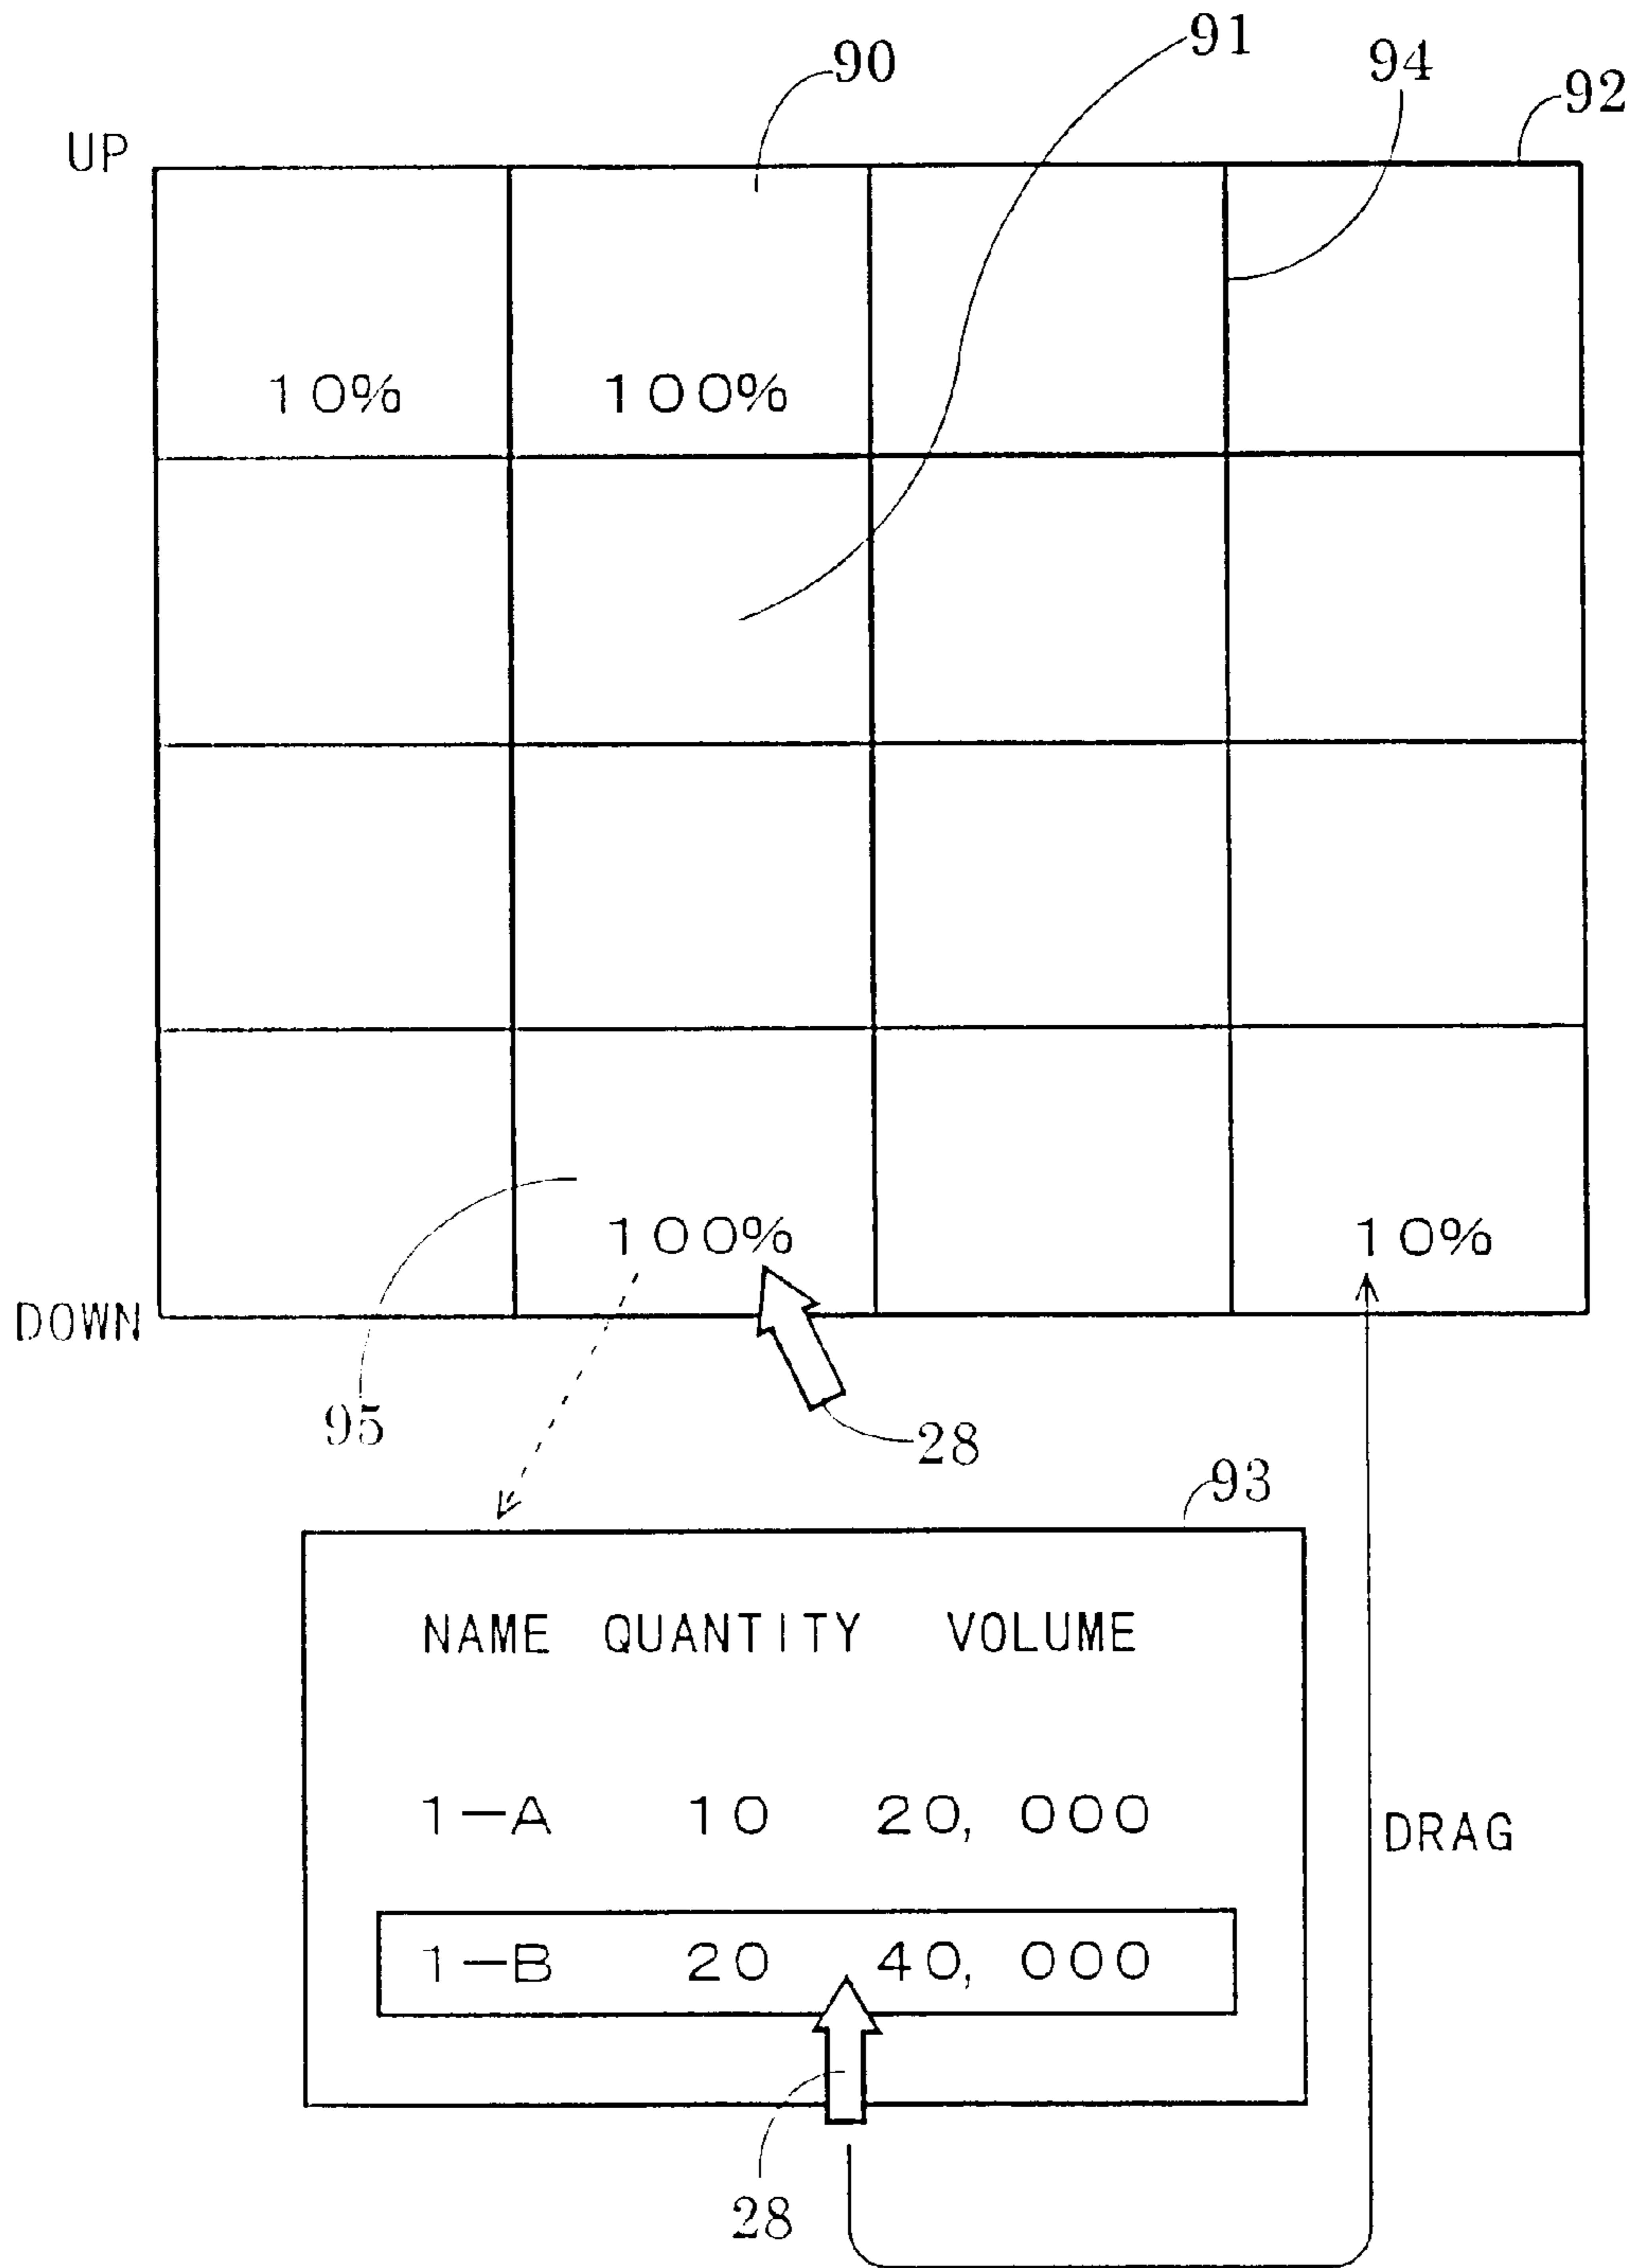 91
90
94
92
UP
10% 100%
100% 10%
DOWN
95
28
93
NAME QUANTITY VOLUME
1-A 10 20,000
DRAG
1-B 20 40,000
28